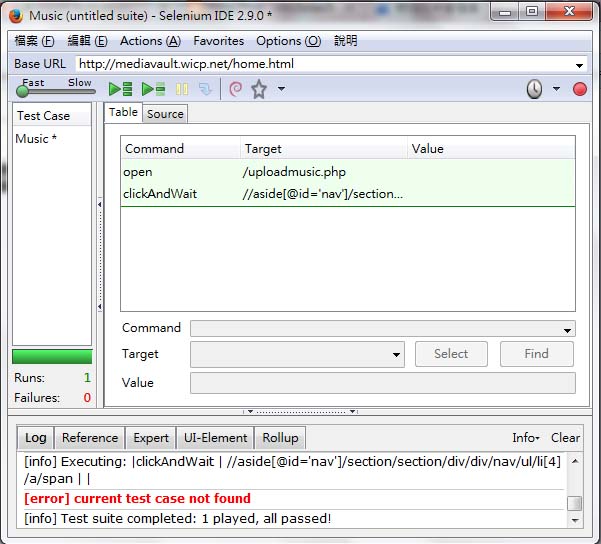 Music (untitled suite) - Selenium IDE 2.9.0 *
檔案 (F) 編輯 (E) Actions (A) Favorites Options (O) 說明
Base URL http://mediavault.wicp.net/home.html
Fast Slow
Test Case
Music *
Table Source
Command Target Value
open /uploadmusic.php
clickAndWait //aside[@id='nav']/section...
Command
Target Select Find
Value
Runs: 1
Failures: 0
Log Reference Expert UI-Element Rollup Info Clear
[info] Executing: |clickAndWait | //aside[@id='nav']/section/section/div/div/nav/ul/li[4]
/a/span | |
[error] current test case not found
[info] Test suite completed: 1 played, all passed!